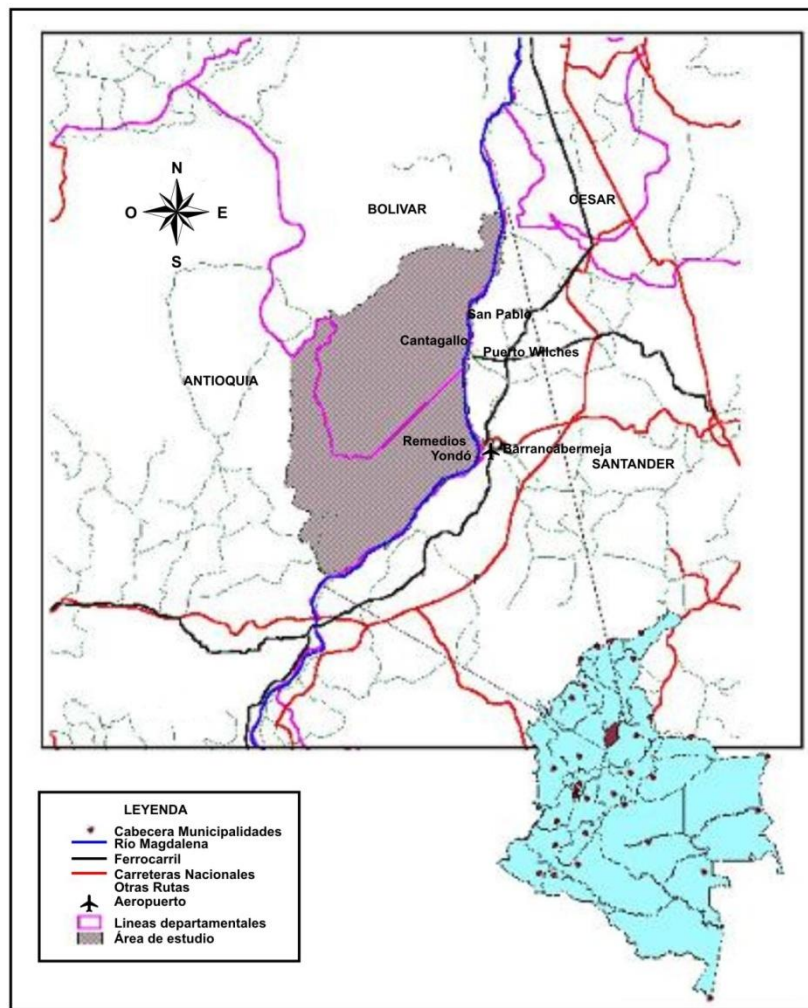 N
O E
S
BOLIVAR
CESAR
San Pablo
Cantagallo
Puerto Wilches
ANTIOQUIA
Remedios
Yondó
Barrancabermeja
SANTANDER
LEYENDA
Cabecera Municipalidades
Río Magdalena
Ferrocarril
Carreteras Nacionales
Otras Rutas
Aeropuerto
Lineas departamentales
Área de estudio